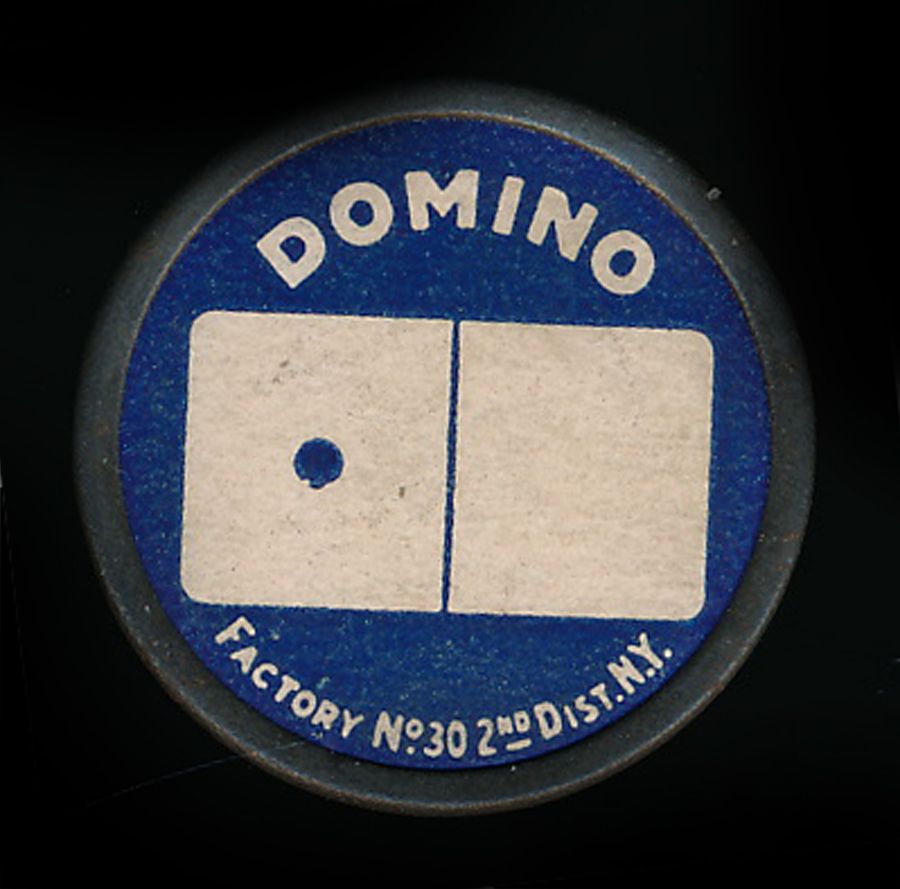 DOMINO
FACTORY No. 30 2ND DIST. N.Y.